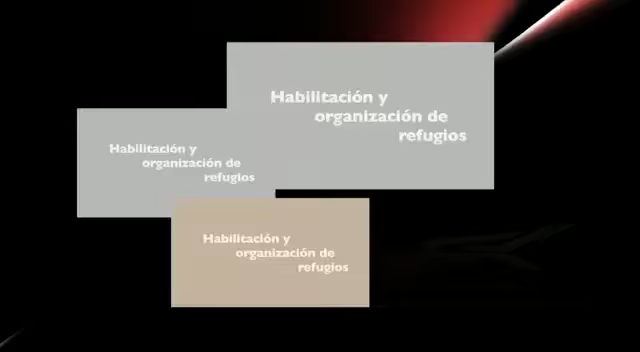 Habilitación y
organización de
refugios
Habilitación y
organización de
refugios
Habilitación y
organización de
refugios